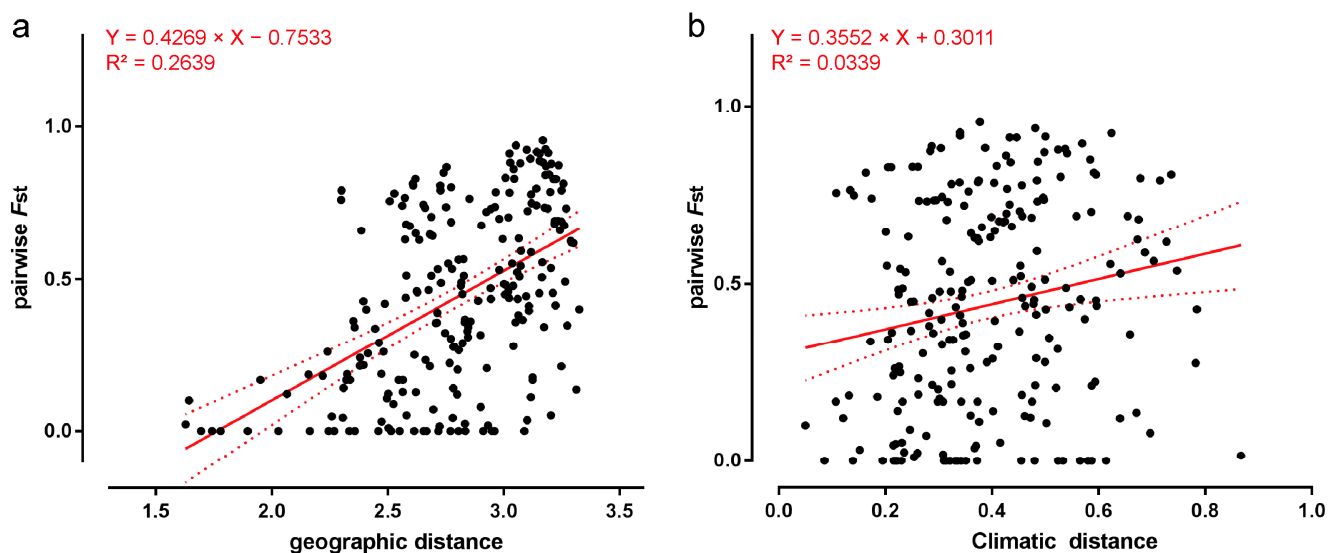 a
Y = 0.4269 × X − 0.7533
R² = 0.2639
pairwise Fst
1.0
0.5
0.0
1.5 2.0 2.5 3.0 3.5
geographic distance
b
Y = 0.3552 × X + 0.3011
R² = 0.0339
pairwise Fst
1.0
0.5
0.0
0.0 0.2 0.4 0.6 0.8 1.0
Climatic distance